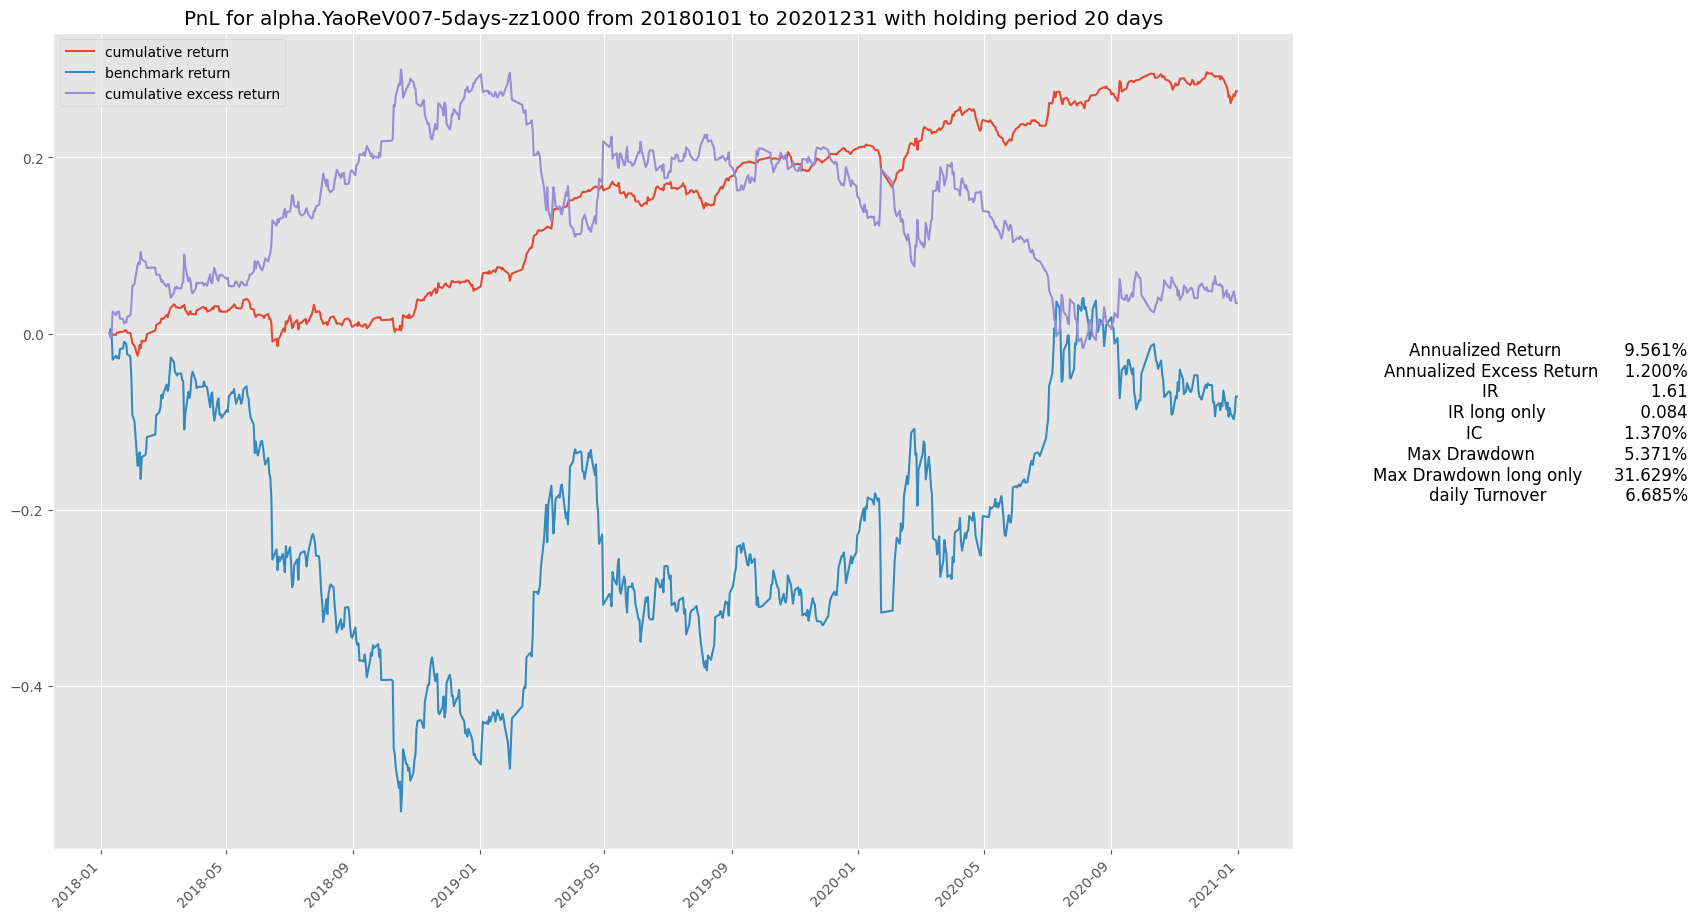 PnL for alpha.YaoReV007-5days-zz1000 from 20180101 to 20201231 with holding period 20 days
cumulative return
benchmark return
cumulative excess return
0.2
0.0
−0.2
−0.4
2018-01
2018-05
2018-09
2019-01
2019-05
2019-09
2020-01
2020-05
2020-09
2021-01
Annualized Return 9.561%
Annualized Excess Return 1.200%
IR 1.61
IR long only 0.084
IC 1.370%
Max Drawdown 5.371%
Max Drawdown long only 31.629%
daily Turnover 6.685%